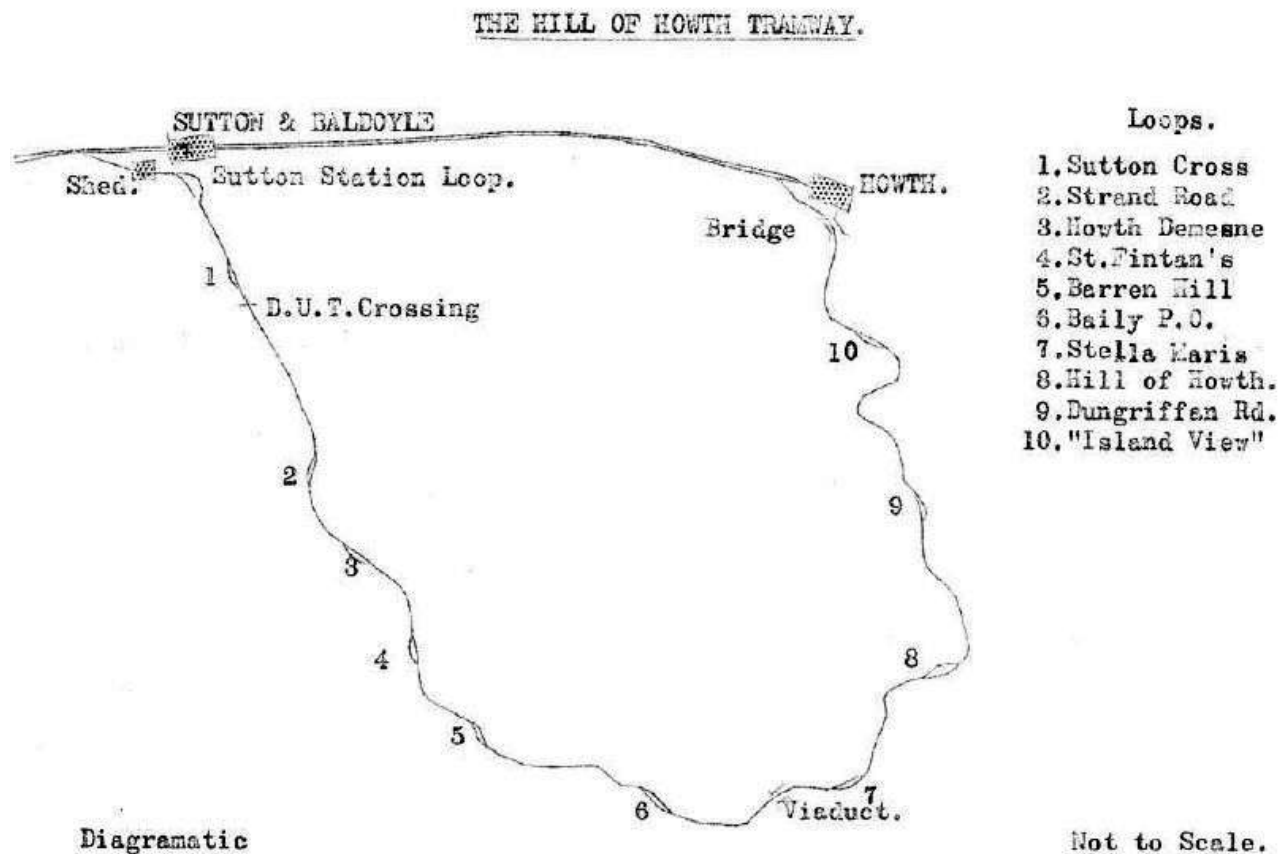 THE HILL OF HOWTH TRAMWAY.
SUTTON & BALDOYLE
Shed.
Sutton Station Loop.
HOWTH.
Bridge
1
D.U.T.Crossing
10
2
9
3
4
8
5
6
7
Viaduct.
Loops.
1.Sutton Cross
2.Strand Road
3.Howth Demesne
4.St.Fintan's
5.Barren Hill
6.Baily P.O.
7.Stella Maris
8.Hill of Howth.
9.Dungriffan Rd.
10."Island View"
Diagramatic
Not to Scale.